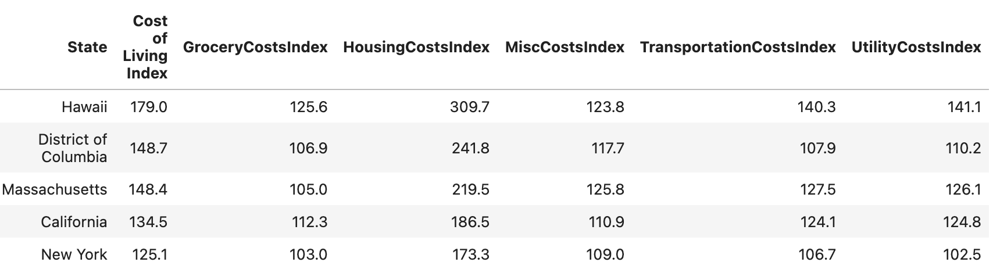 State Cost of Living Index GroceryCostsIndex HousingCostsIndex MiscCostsIndex TransportationCostsIndex UtilityCostsIndex
Hawaii 179.0 125.6 309.7 123.8 140.3 141.1
District of Columbia 148.7 106.9 241.8 117.7 107.9 110.2
Massachusetts 148.4 105.0 219.5 125.8 127.5 126.1
California 134.5 112.3 186.5 110.9 124.1 124.8
New York 125.1 103.0 173.3 109.0 106.7 102.5